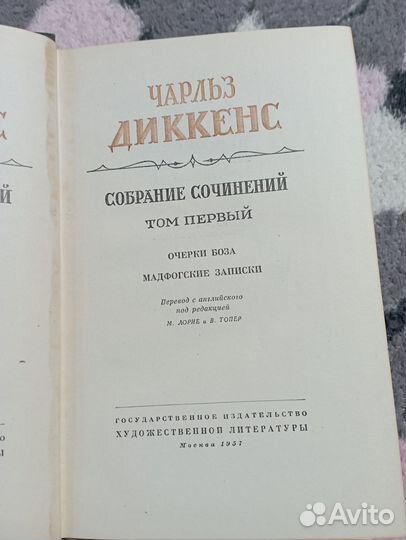 ЧАРЛЬЗ
ДИККЕНС
СОБРАНИЕ СОЧИНЕНИЙ
ТОМ ПЕРВЫЙ
ОЧЕРКИ БОЗА
МАДФОГСКИЕ ЗАПИСКИ
Перевод с английского
под редакцией
М. ЛОРИЕ и В. ТОПЕР
ГОСУДАРСТВЕННОЕ ИЗДАТЕЛЬСТВО
ХУДОЖЕСТВЕННОЙ ЛИТЕРАТУРЫ
Москва 1957
Avito